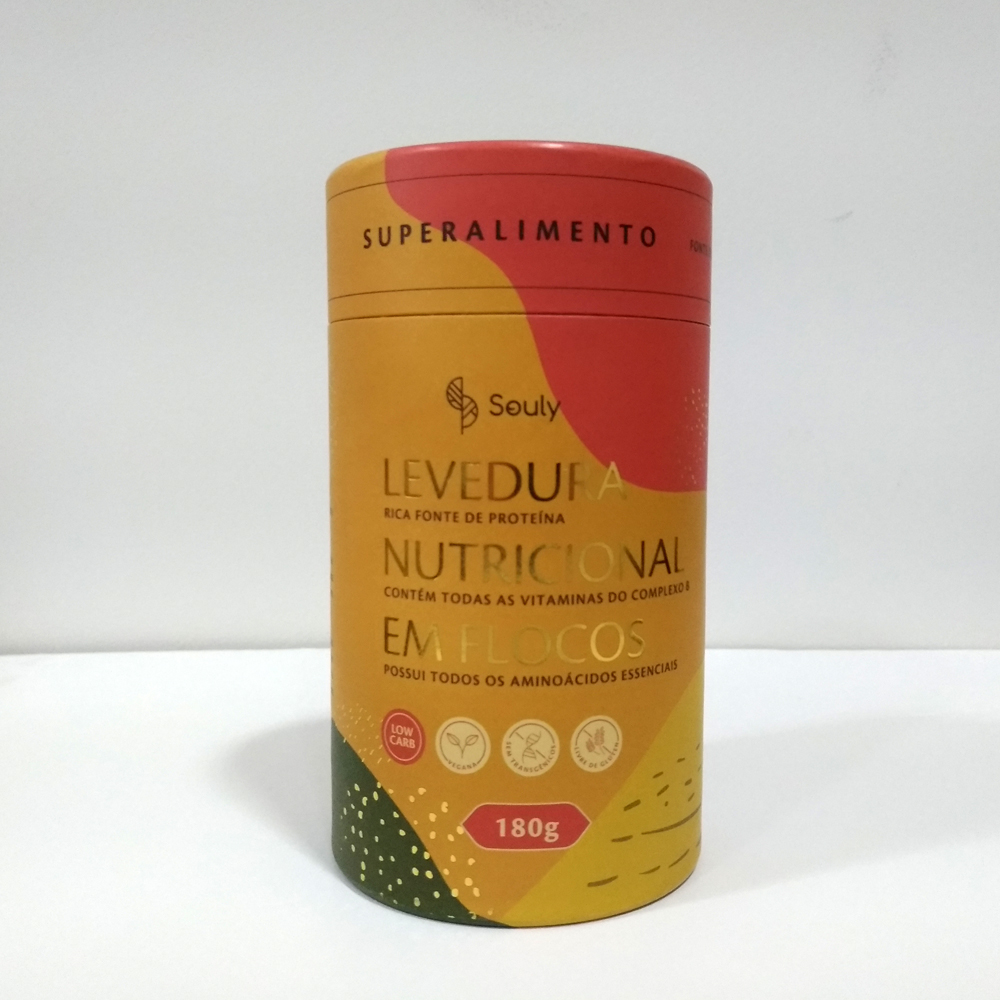 SUPERALIMENTO
Souly
LEVEDURA
RICA FONTE DE PROTEÍNA
NUTRICIONAL
CONTÉM TODAS AS VITAMINAS DO COMPLEXO B
EM FLOCOS
POSSUI TODOS OS AMINOÁCIDOS ESSENCIAIS
LOW
CARB
VEGANA
SEM TRANSGÊNICOS
LIVRE DE GLÚTEN
180g